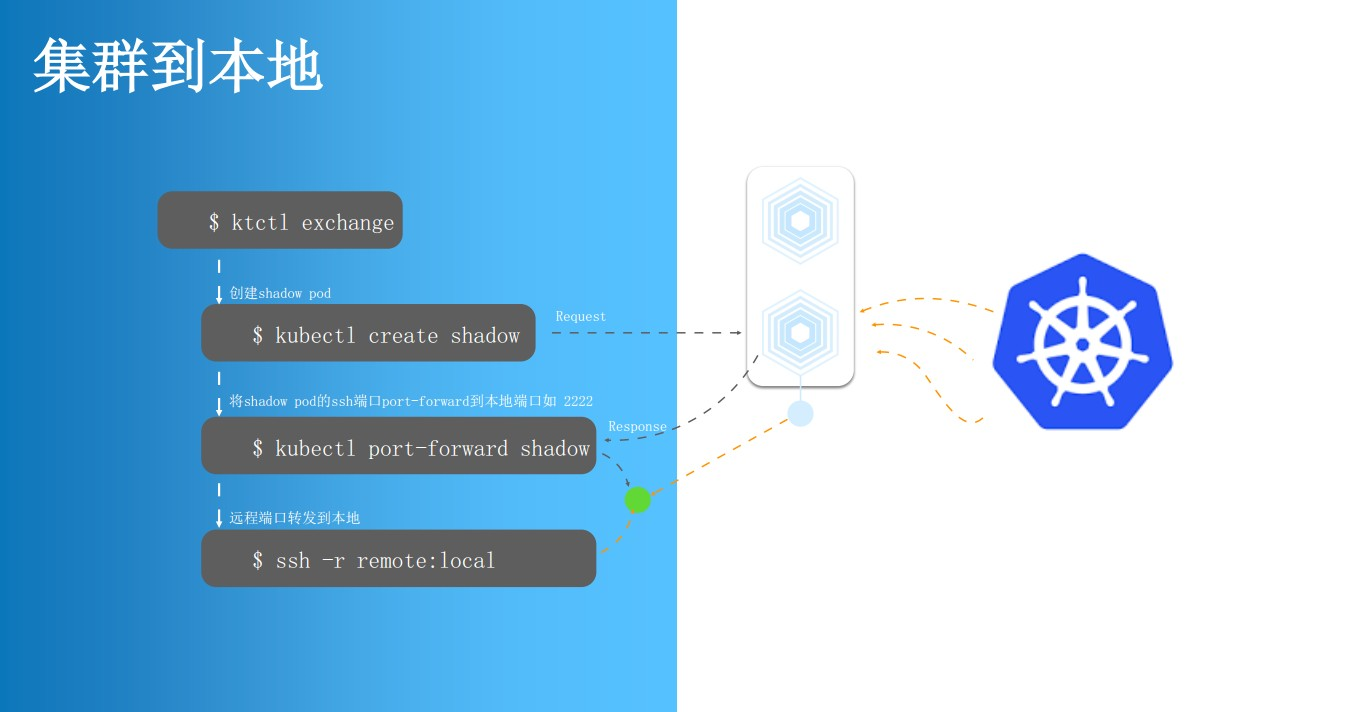 集群到本地
$ ktctl exchange
创建shadow pod
$ kubectl create shadow
Request
将shadow pod的ssh端口port-forward到本地端口如 2222
Response
$ kubectl port-forward shadow
远程端口转发到本地
$ ssh -r remote:local